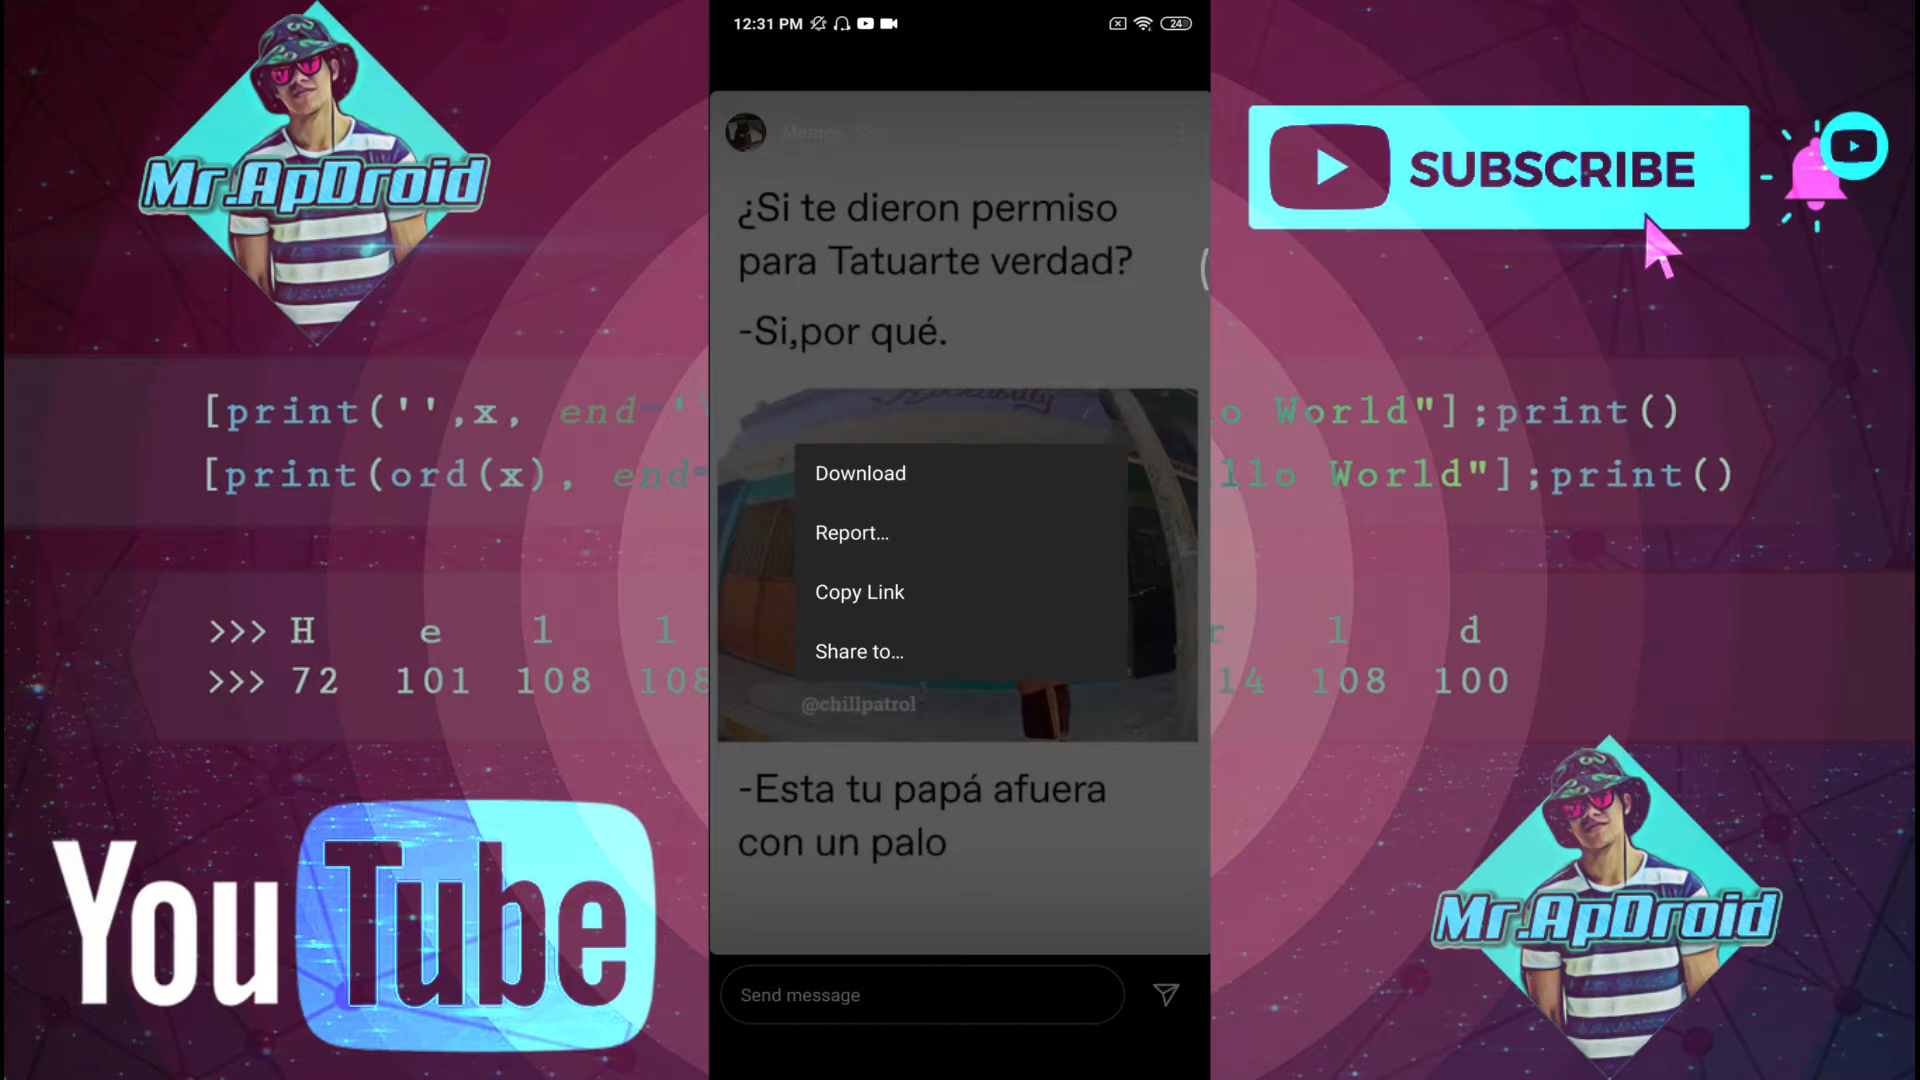 12:31 PM
24
Mr.ApDroid
SUBSCRIBE
Memes
¿Si te dieron permiso
para Tatuarte verdad?
-Si,por qué.
[print('',x, end='
o World"];print()
[print(ord(x), end=
llo World"];print()
Download
Report...
Copy Link
Share to...
>>> H e l l
r l d
>>> 72 101 108 108
14 108 100
@chillpatrol
-Esta tu papá afuera
con un palo
YouTube
Mr.ApDroid
Send message